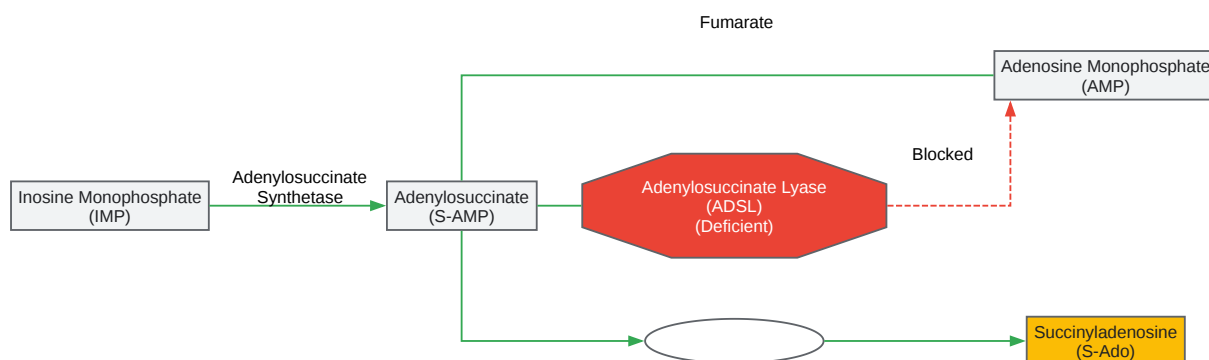 Fumarate
Adenosine Monophosphate
(AMP)
Blocked
Inosine Monophosphate
(IMP)
Adenylosuccinate
Synthetase
Adenylosuccinate
(S-AMP)
Adenylosuccinate Lyase
(ADSL)
(Deficient)
Succinyladenosine
(S-Ado)